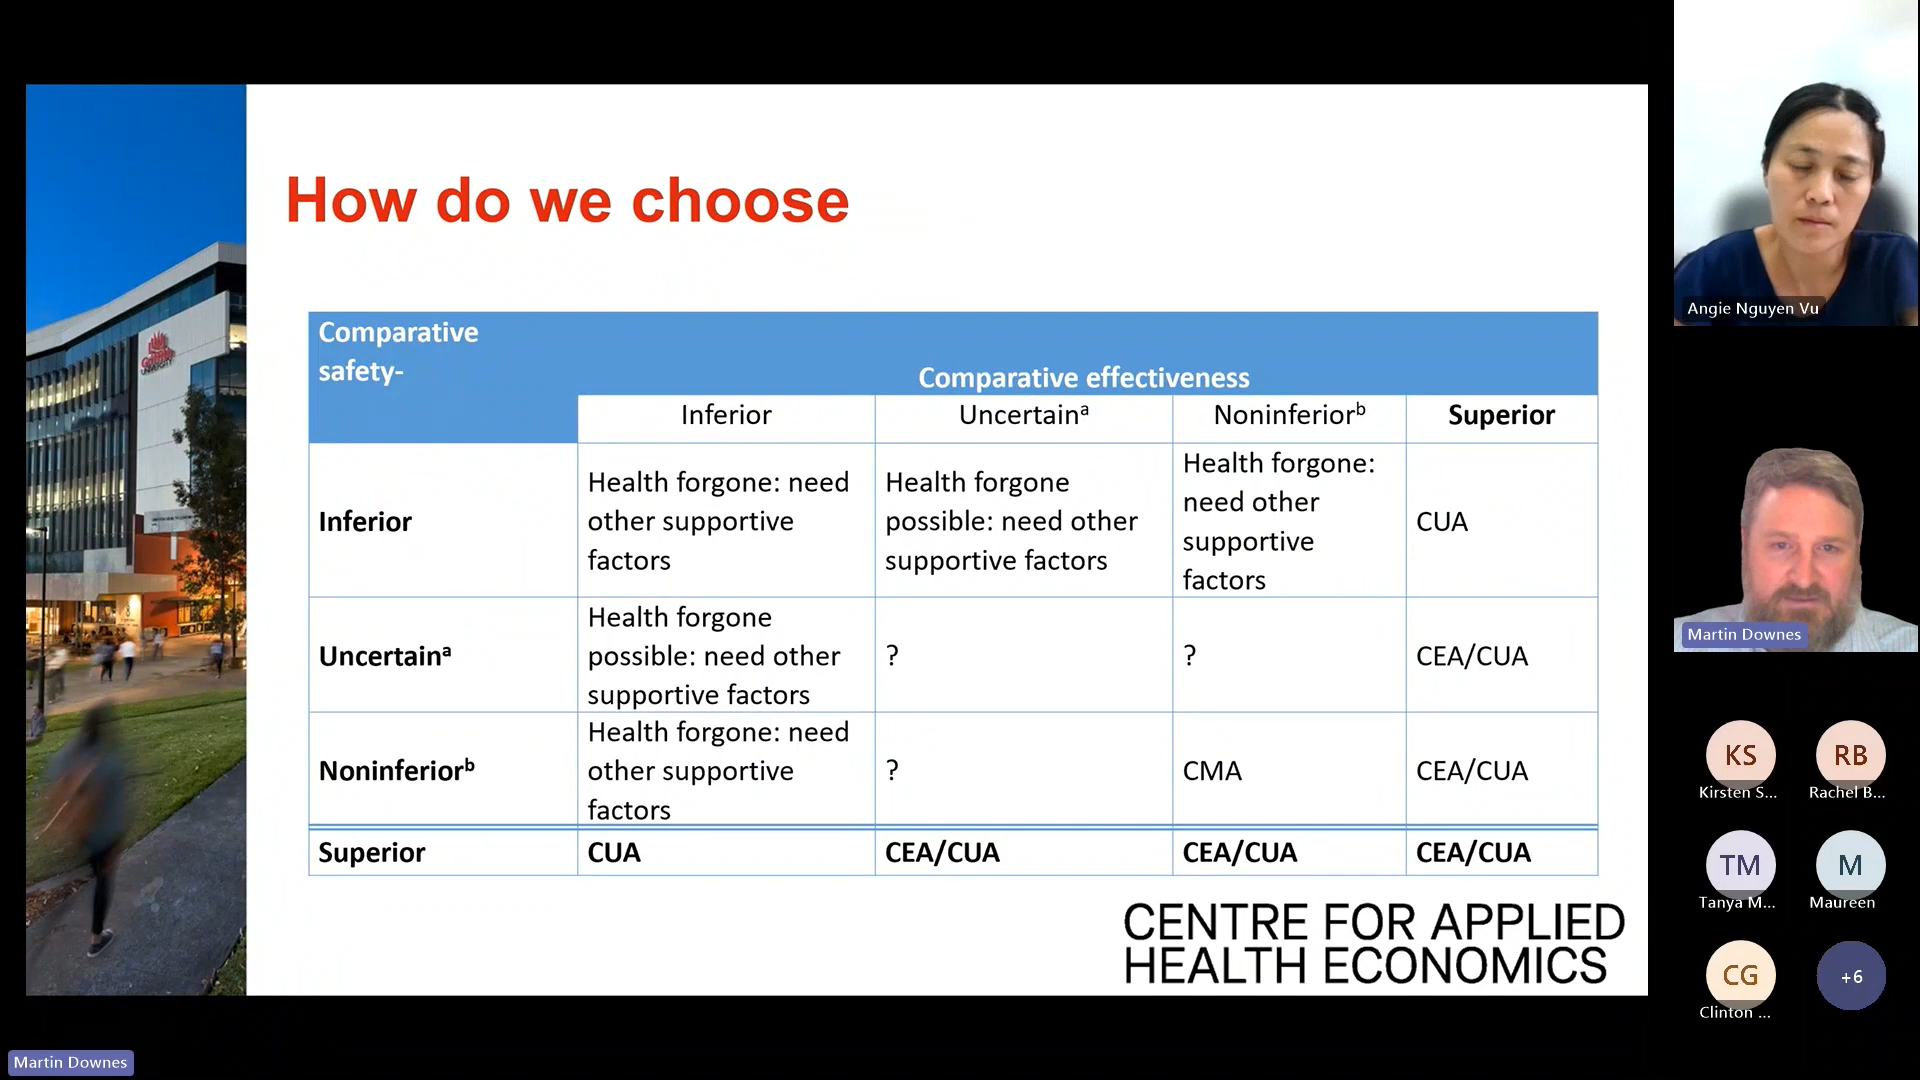 How do we choose
Comparative
safety-
Comparative effectiveness
Inferior
Uncertainᵃ
Noninferiorᵇ
Superior
Inferior
Health forgone: need
other supportive
factors
Health forgone
possible: need other
supportive factors
Health forgone:
need other
supportive
factors
CUA
Uncertainᵃ
Health forgone
possible: need other
supportive factors
?
?
CEA/CUA
Noninferiorᵇ
Health forgone: need
other supportive
factors
?
CMA
CEA/CUA
Superior
CUA
CEA/CUA
CEA/CUA
CEA/CUA
CENTRE FOR APPLIED
HEALTH ECONOMICS
Angie Nguyen Vu
Martin Downes
KS
Kirsten S...
RB
Rachel B...
TM
Tanya M...
M
Maureen
CG
Clinton ...
+6
Martin Downes